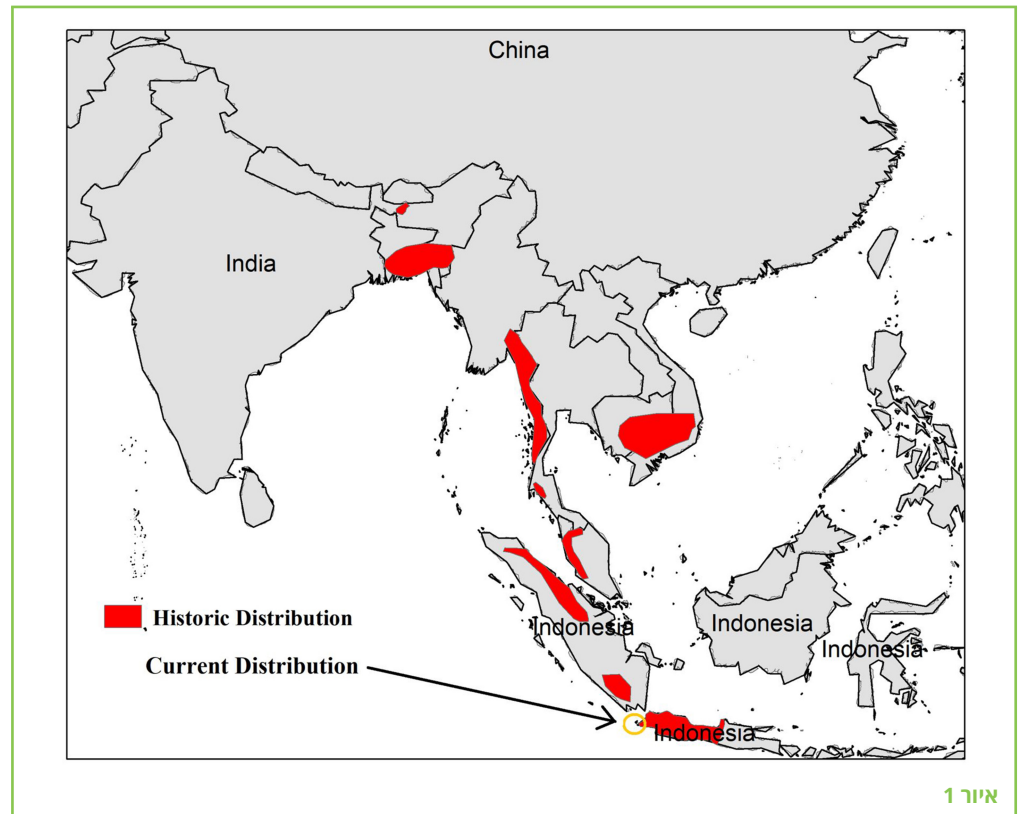 China
India
Historic Distribution
Indonesia
Indonesia
Indonesia
Current Distribution
Indonesia
איור 1